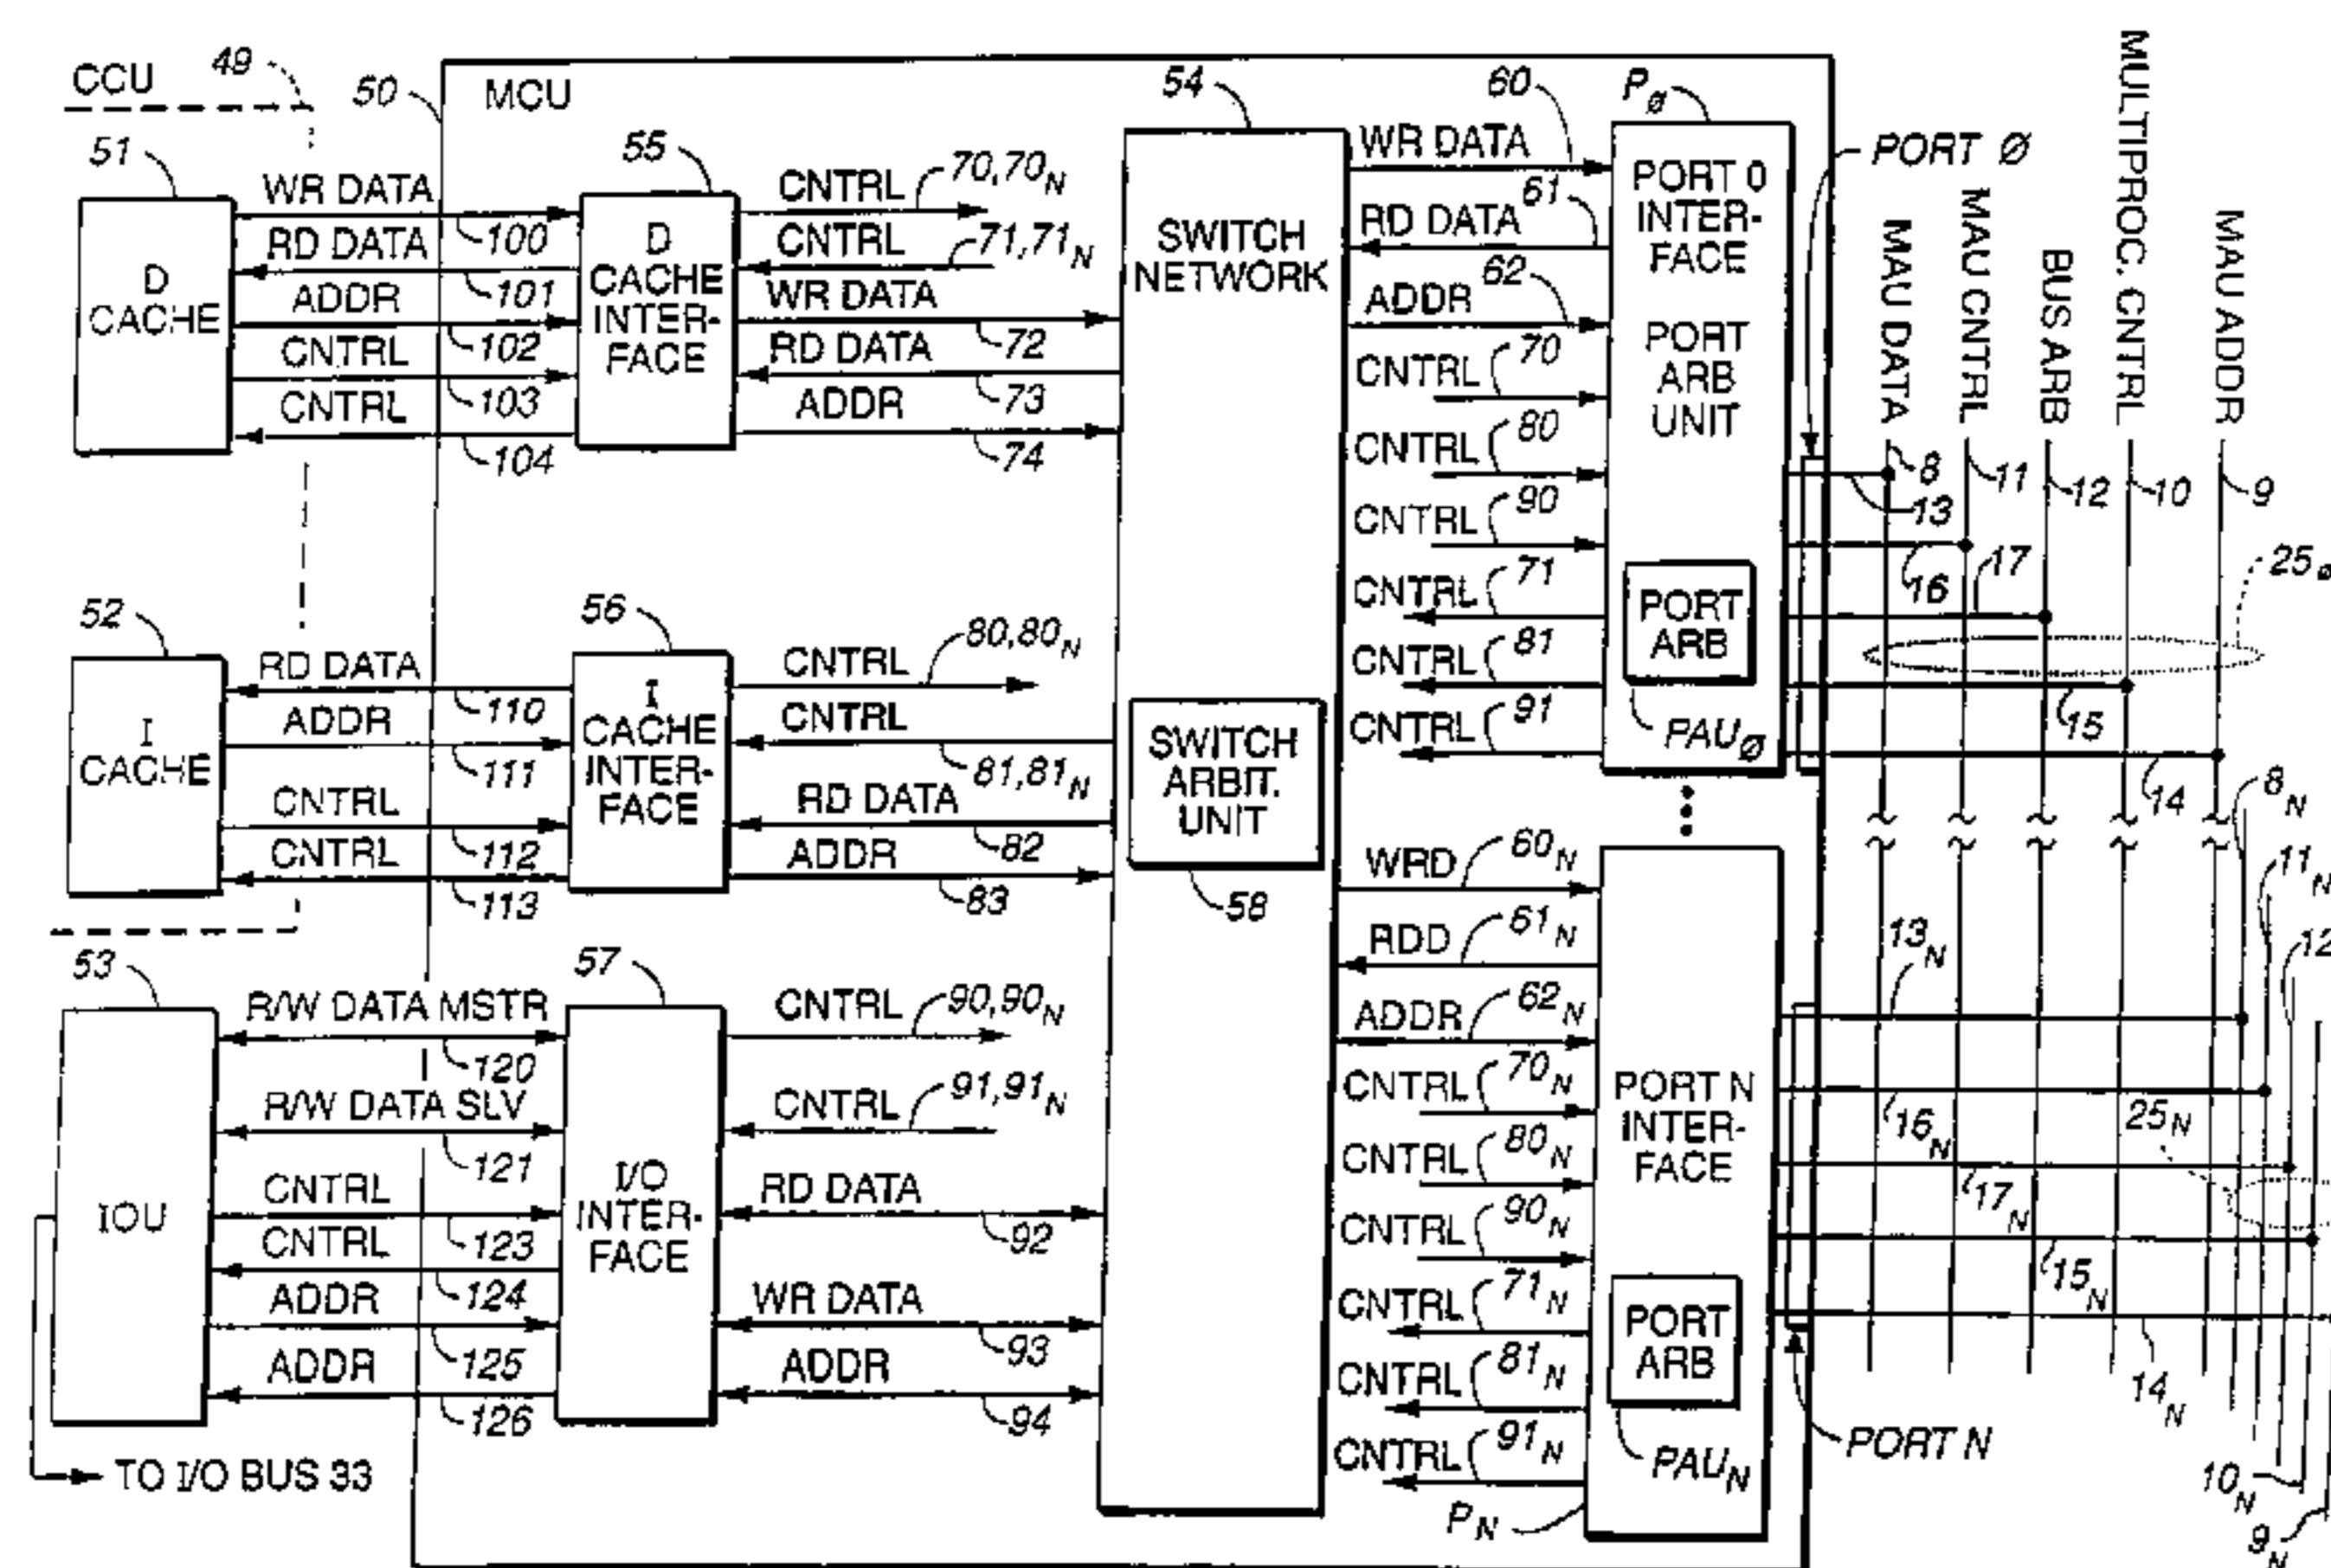 CCU
49
50
MCU
51
D
CACHE
WR DATA
100
RD DATA
101
ADDR
102
CNTRL
103
CNTRL
104
55
D
CACHE
INTER-
FACE
CNTRL
70,70N
CNTRL
71,71N
WR DATA
72
RD DATA
73
ADDR
74
52
I
CACHE
RD DATA
110
ADDR
111
CNTRL
112
CNTRL
113
56
I
CACHE
INTER-
FACE
CNTRL
80,80N
CNTRL
81,81N
RD DATA
82
ADDR
83
53
IOU
R/W DATA MSTR
120
R/W DATA SLV
121
CNTRL
123
CNTRL
124
ADDR
125
ADDR
126
TO I/O BUS 33
57
I/O
INTER-
FACE
CNTRL
90,90N
CNTRL
91,91N
RD DATA
92
WR DATA
93
ADDR
94
54
SWITCH
NETWORK
SWITCH
ARBIT.
UNIT
58
WR DATA
60
RD DATA
61
ADDR
62
CNTRL
70
CNTRL
80
CNTRL
90
CNTRL
71
CNTRL
81
CNTRL
91
PØ
PORT 0
INTER-
FACE
PORT
ARB
UNIT
PORT
ARB
PAUØ
PORT Ø
WRD
60N
RDD
61N
ADDR
62N
CNTRL
70N
CNTRL
80N
CNTRL
90N
CNTRL
71N
CNTRL
81N
CNTRL
91N
PORT N
INTER-
FACE
PORT
ARB
PAUN
PN
PORT N
MAU DATA
MAU CNTRL
BUS ARB
MULTIPROC. CNTRL
MAU ADDR
8
11
12
10
9
13
16
17
15
14
25Ø
8N
11N
12
13N
16N
17N
15N
14N
25N
10N
9N